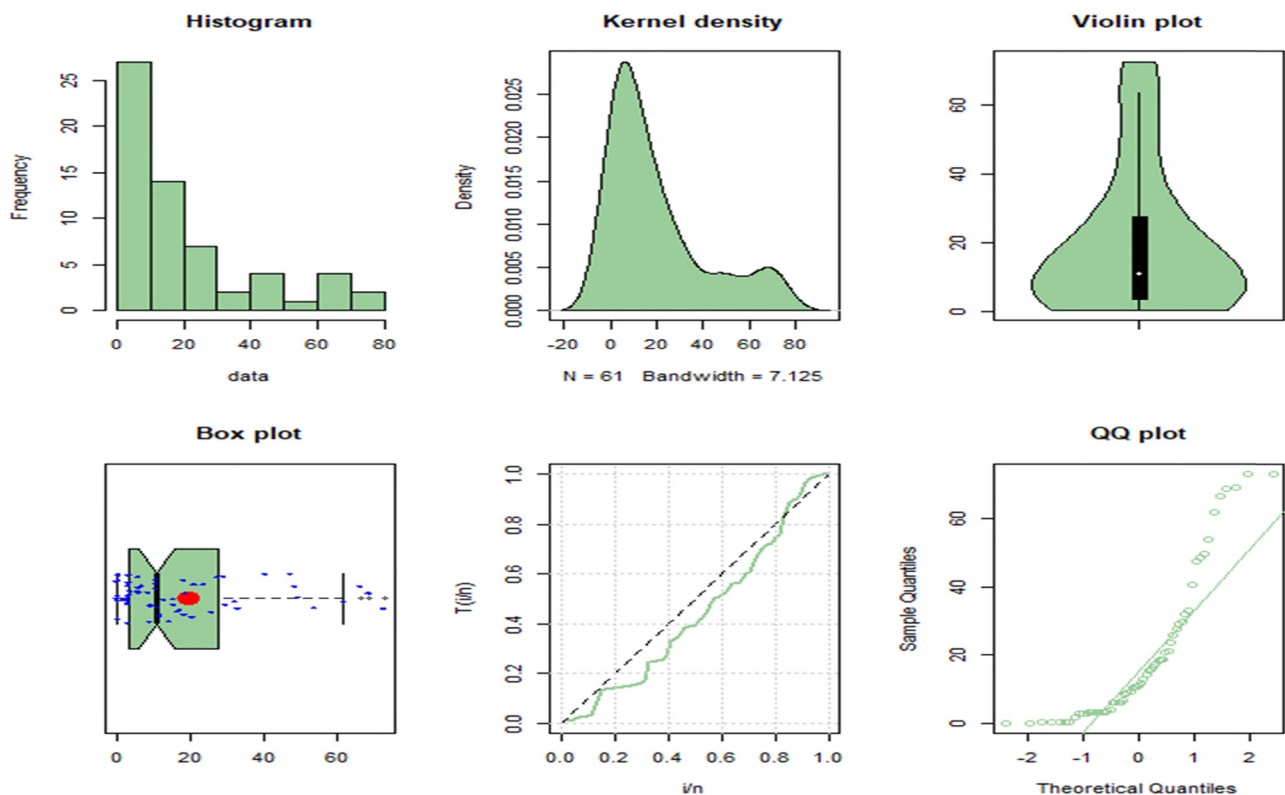 Histogram
Frequency
0 5 10 15 20 25
0 20 40 60 80
data
Kernel density
Density
0.000 0.005 0.010 0.015 0.020 0.025
-20 0 20 40 60 80
N = 61 Bandwidth = 7.125
Violin plot
0 20 40 60
Box plot
0 20 40 60
T(i/n)
0.0 0.2 0.4 0.6 0.8 1.0
0.0 0.2 0.4 0.6 0.8 1.0
i/n
QQ plot
Sample Quantiles
0 20 40 60
-2 -1 0 1 2
Theoretical Quantiles